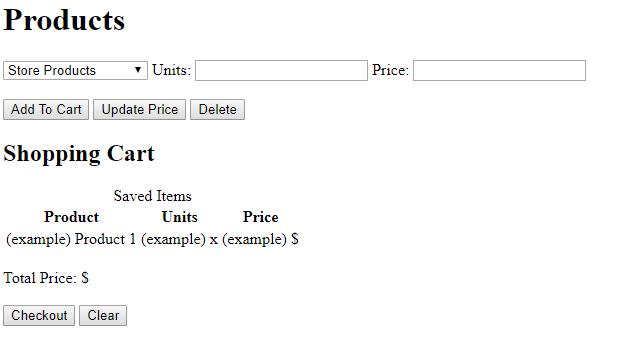 Products
Store Products Units: Price:
Add To Cart Update Price Delete
Shopping Cart
Saved Items
Product Units Price
(example) Product 1 (example) x (example) $
Total Price: $
Checkout Clear